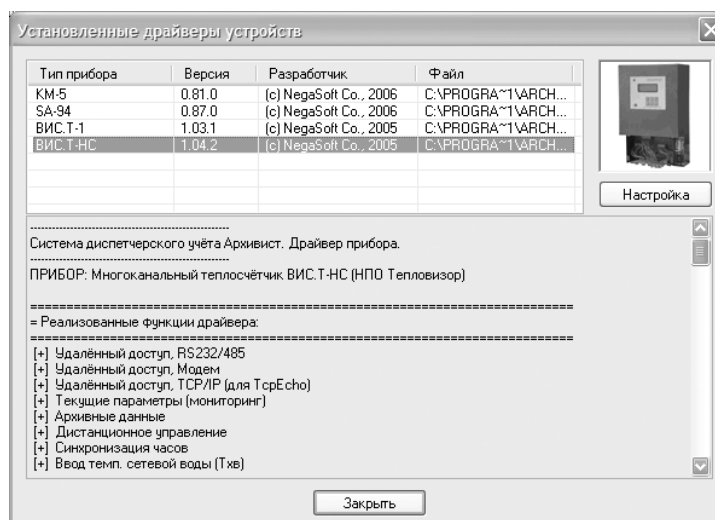 Установленные драйверы устройств
Тип прибора Версия Разработчик Файл
КМ-5 0.81.0 (c) NegaSoft Co., 2006 C:\PROGRA~1\ARCH...
SA-94 0.87.0 (c) NegaSoft Co., 2006 C:\PROGRA~1\ARCH...
ВИС.Т-1 1.03.1 (c) NegaSoft Co., 2005 C:\PROGRA~1\ARCH...
ВИС.Т-НС 1.04.2 (c) NegaSoft Co., 2005 C:\PROGRA~1\ARCH...
Настройка
-------------------------------------------------------
Система диспетчерского учёта Архивист. Драйвер прибора.
-------------------------------------------------------
ПРИБОР: Многоканальный теплосчётчик ВИС.Т-НС (НПО Тепловизор)
==========================================================================
= Реализованные функции драйвера:
==========================================================================
[+] Удалённый доступ, RS232/485
[+] Удалённый доступ, Модем
[+] Удалённый доступ, TCP/IP (для TcpEcho)
[+] Текущие параметры (мониторинг)
[+] Архивные данные
[+] Дистанционное управление
[+] Синхронизация часов
[+] Ввод темп. сетевой воды (Тхв)
Закрыть